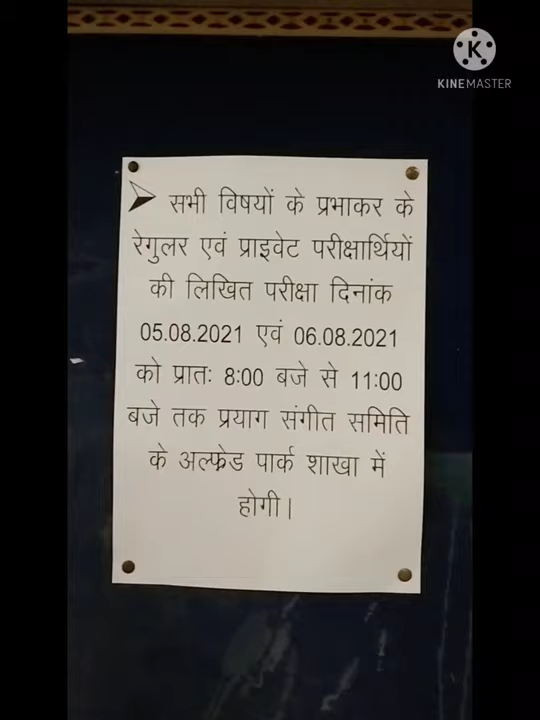 KINEMASTER
सभी विषयों के प्रभाकर के
रेगुलर एवं प्राइवेट परीक्षार्थियों
की लिखित परीक्षा दिनांक
05.08.2021 एवं 06.08.2021
को प्रातः 8:00 बजे से 11:00
बजे तक प्रयाग संगीत समिति
के अल्फ्रेड पार्क शाखा में
होगी।